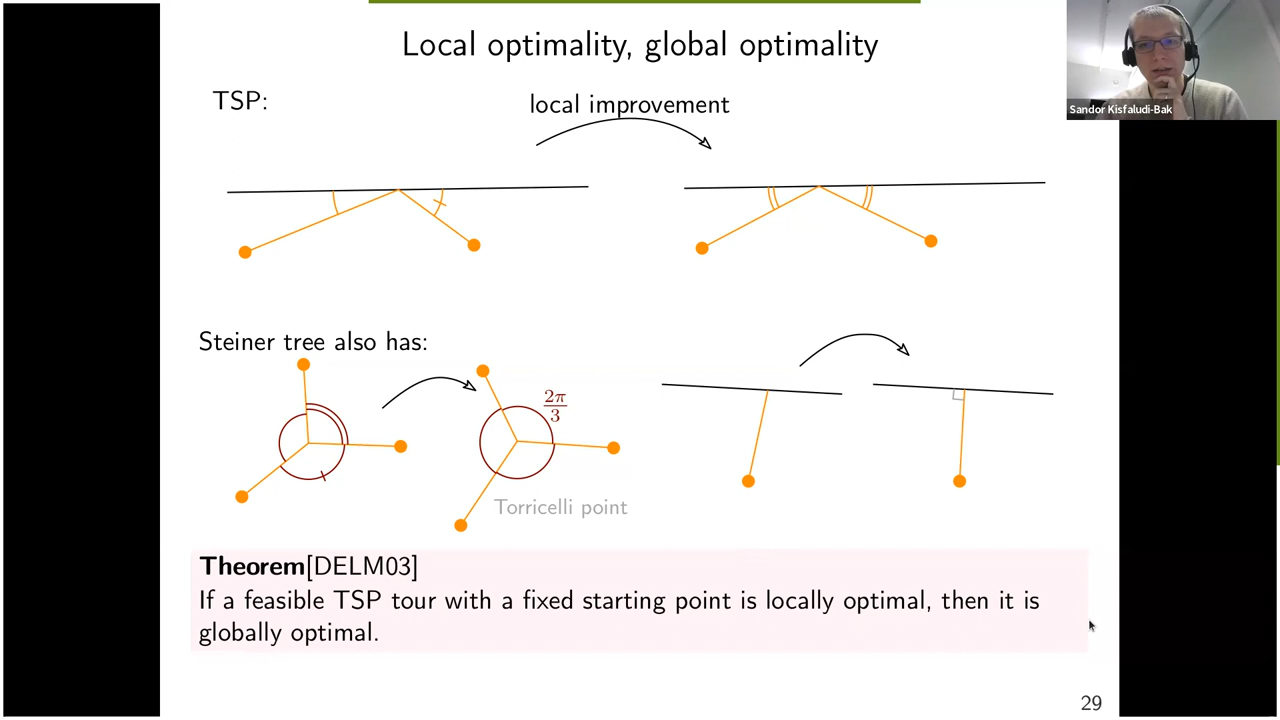 Local optimality, global optimality
Sandor Kisfaludi-Bak
TSP:
local improvement
Steiner tree also has:
2π
3
Torricelli point
Theorem[DELM03]
If a feasible TSP tour with a fixed starting point is locally optimal, then it is
globally optimal.
29